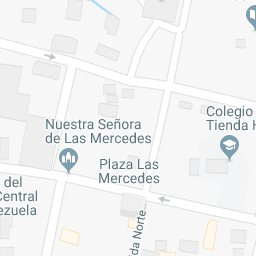 Colegio
Tienda H
Nuestra Señora
de Las Mercedes
Plaza Las
Mercedes
del
Central
ezuela
da Norte